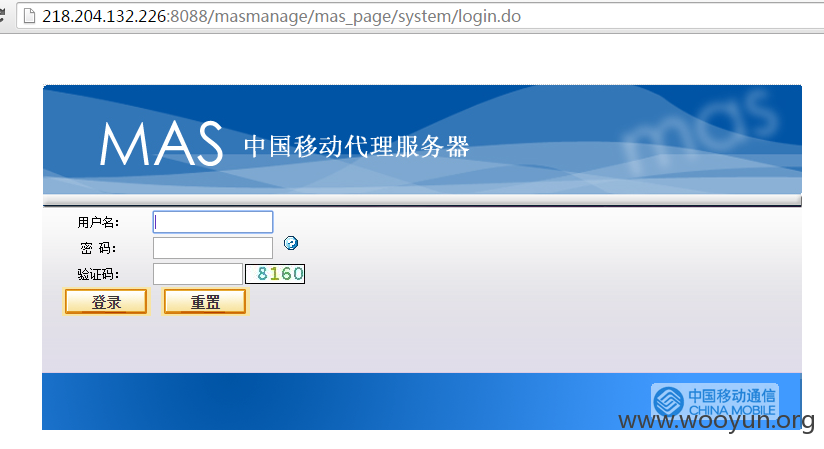 218.204.132.226:8088/masmanage/mas_page/system/login.do
mas
MAS 中国移动代理服务器
用户名：
密 码：
验证码： 8160
登录 重置
中国移动通信
CHINA MOBILE
www.wooyun.org